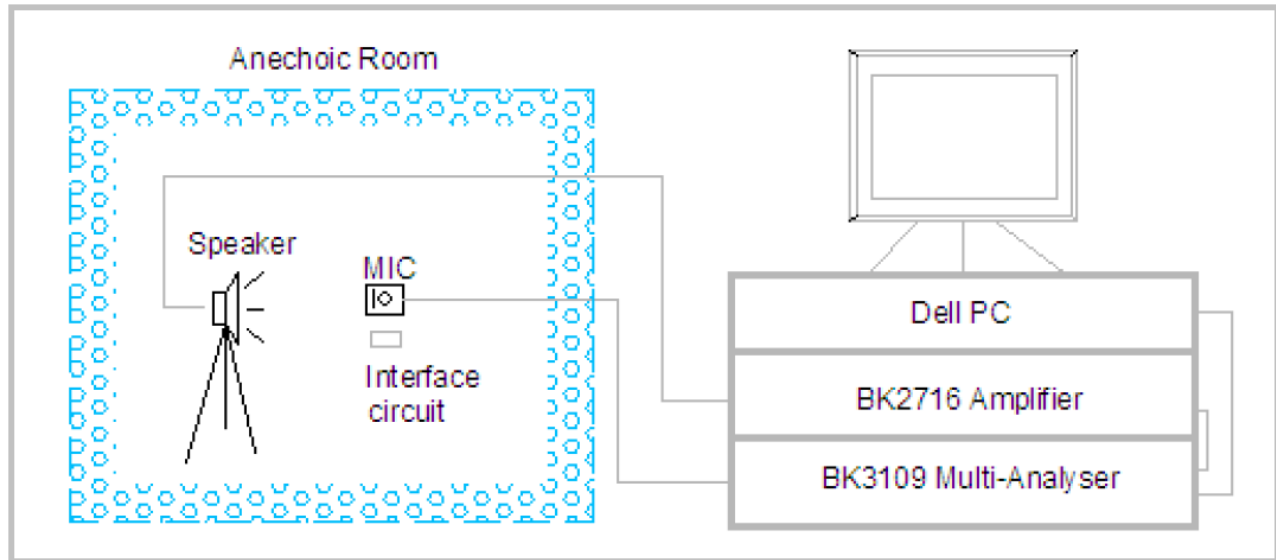 Anechoic Room
Speaker
MIC
Interface
circuit
Dell PC
BK2716 Amplifier
BK3109 Multi-Analyser